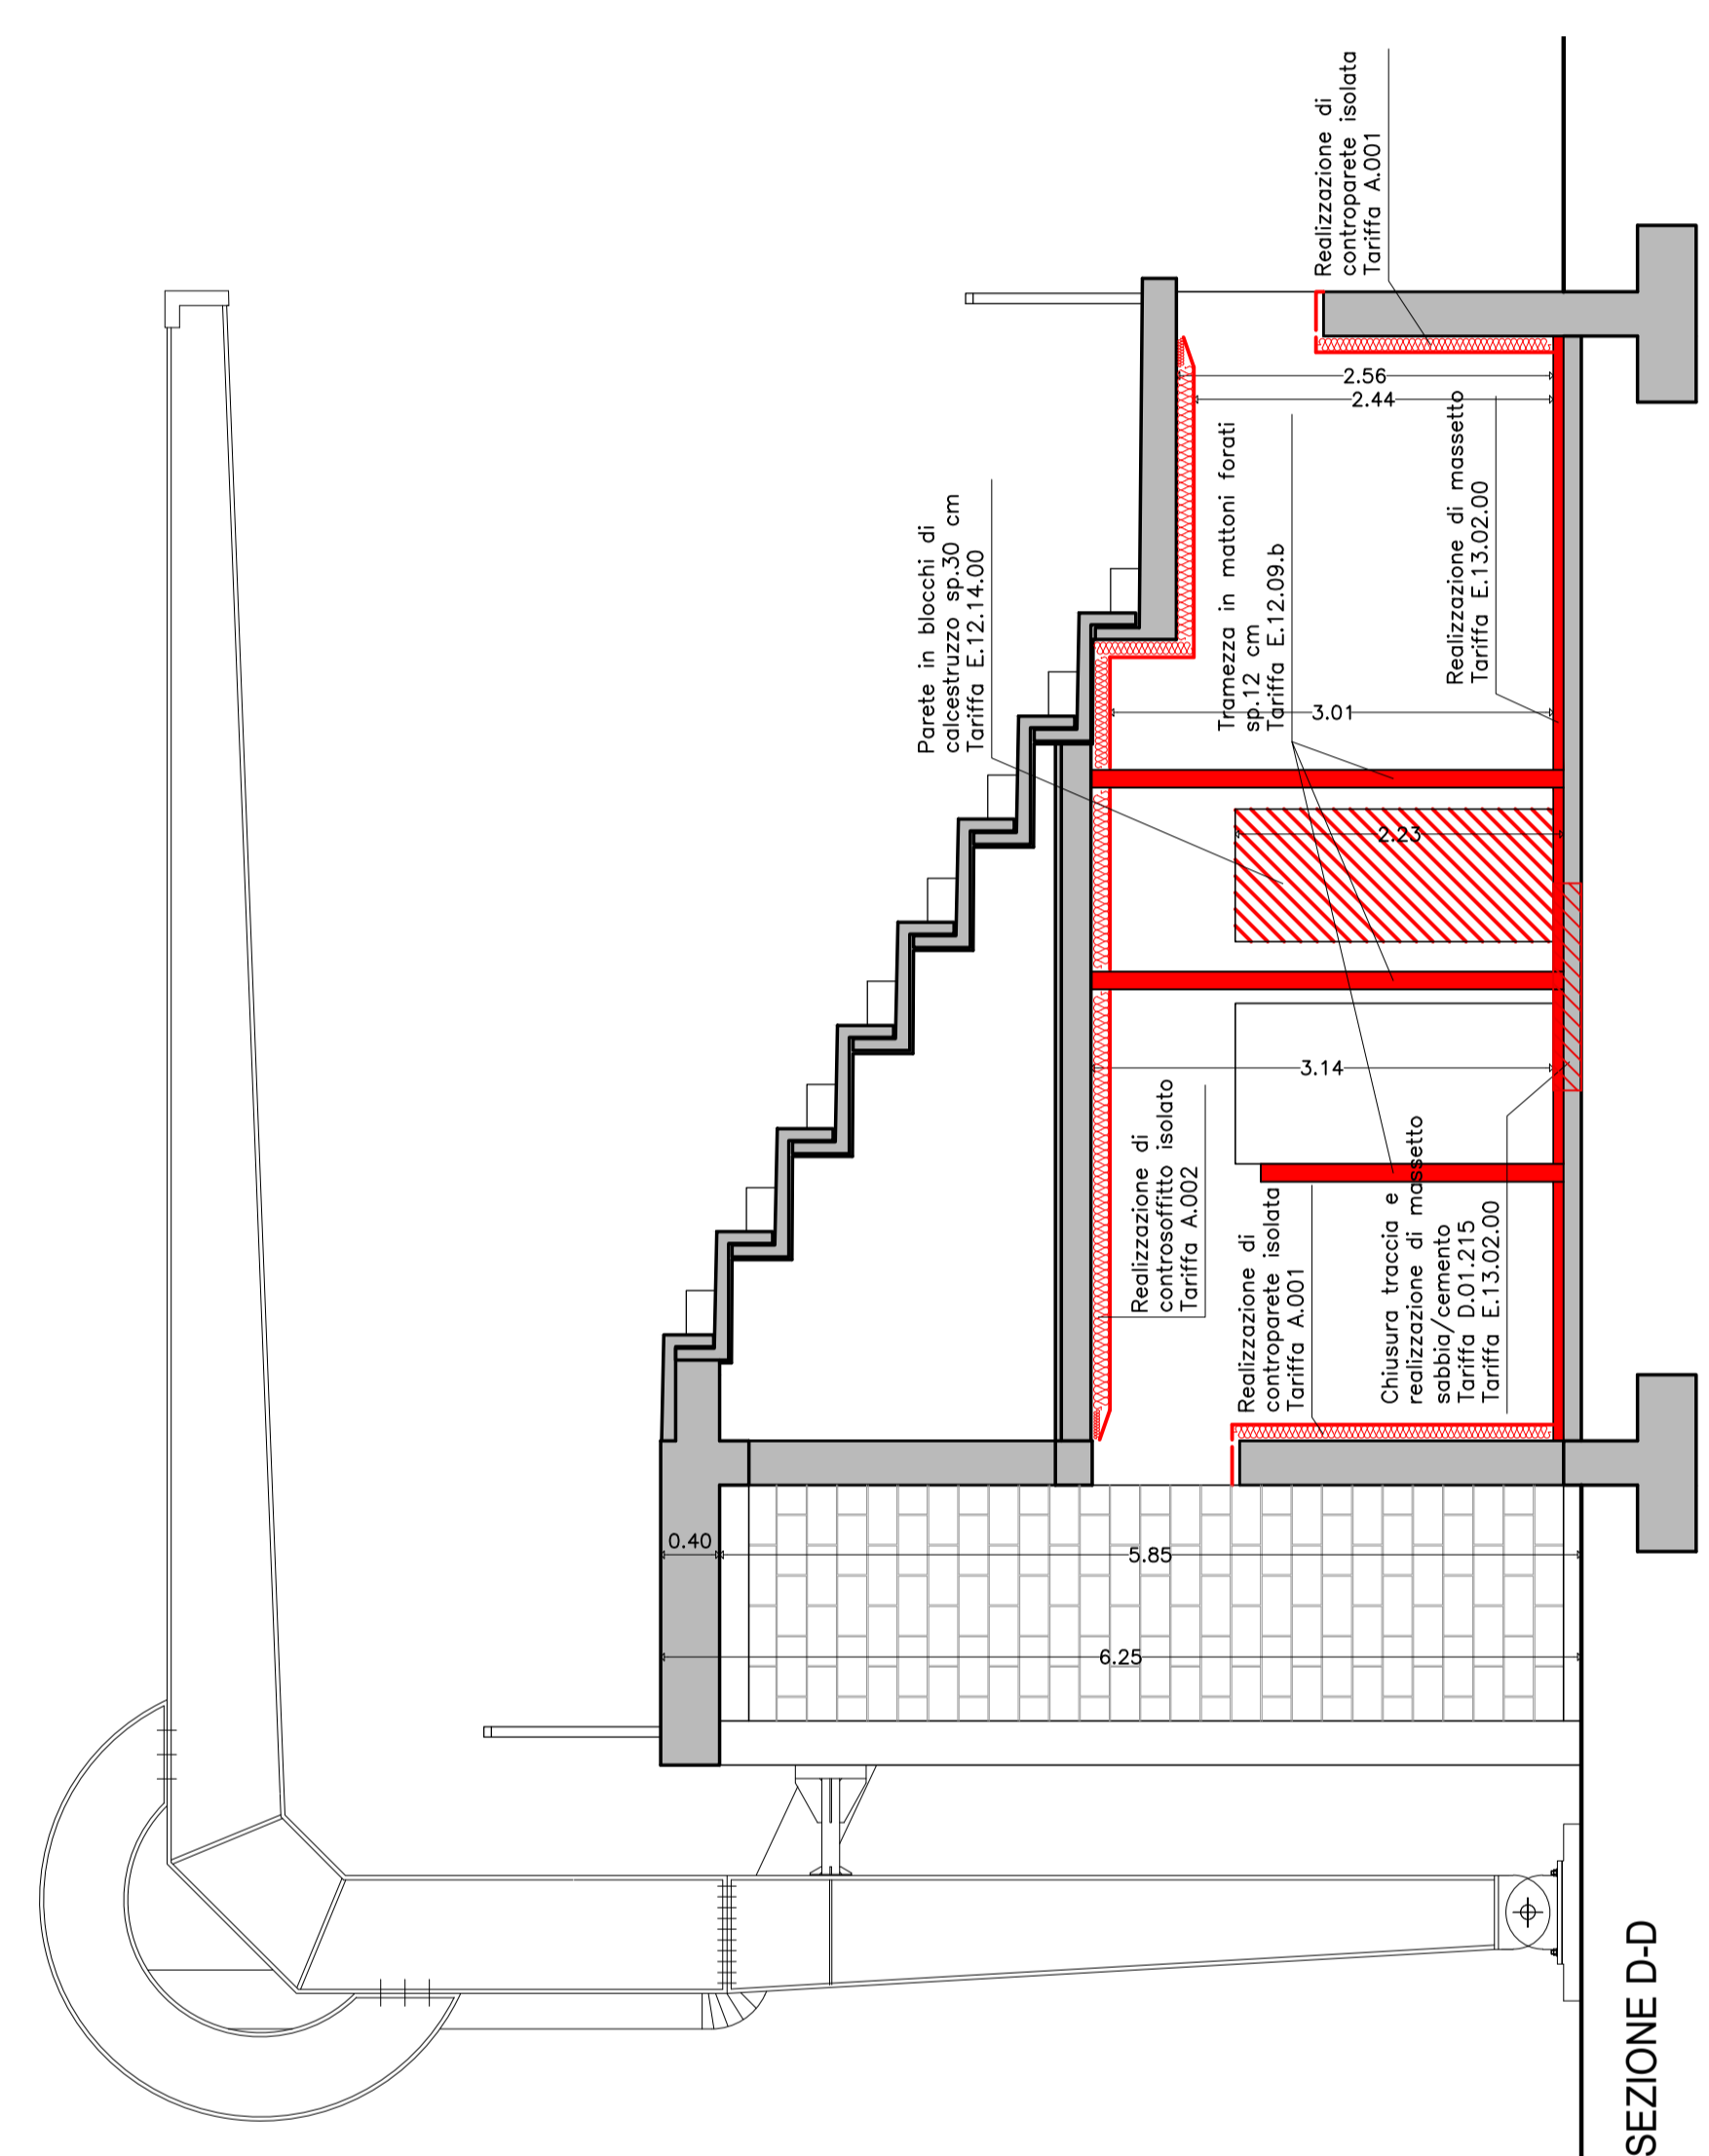 Realizzazione di
controparete isolata
Tariffa A.001
2.56
2.44
Parete in blocchi di
calcestruzzo sp.30 cm
Tariffa E.12.14.00
Tramezza in mattoni forati
sp.12 cm
Tariffa E.12.09.b
Realizzazione di massetto
Tariffa E.13.02.00
3.01
2.23
3.14
Realizzazione di
controsoffitto isolato
Tariffa A.002
Realizzazione di
controparete isolata
Tariffa A.001
Chiusura traccia e
realizzazione di massetto
sabbia/cemento
Tariffa D.01.215
Tariffa E.13.02.00
0.40
5.85
6.25
SEZIONE D-D